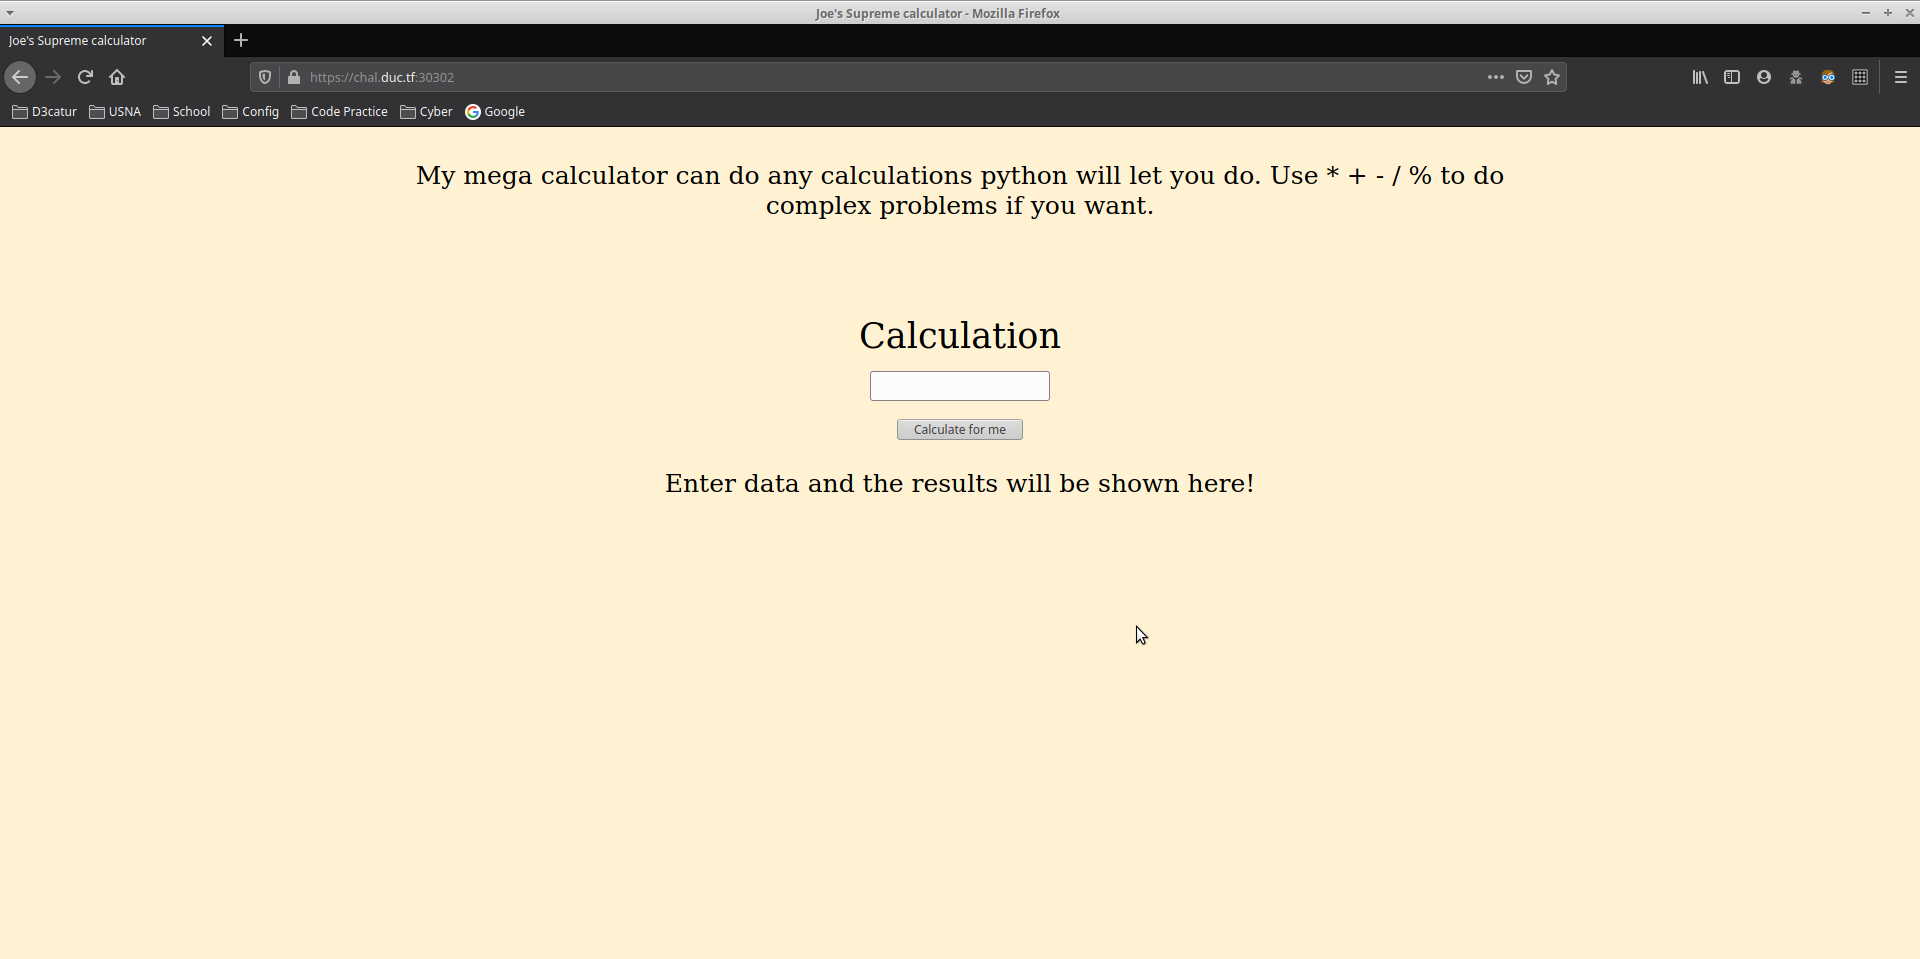 Joe's Supreme calculator - Mozilla Firefox
Joe's Supreme calculator
https://chal.duc.tf:30302
D3catur USNA School Config Code Practice Cyber Google
My mega calculator can do any calculations python will let you do. Use * + - / % to do
complex problems if you want.
Calculation
Calculate for me
Enter data and the results will be shown here!